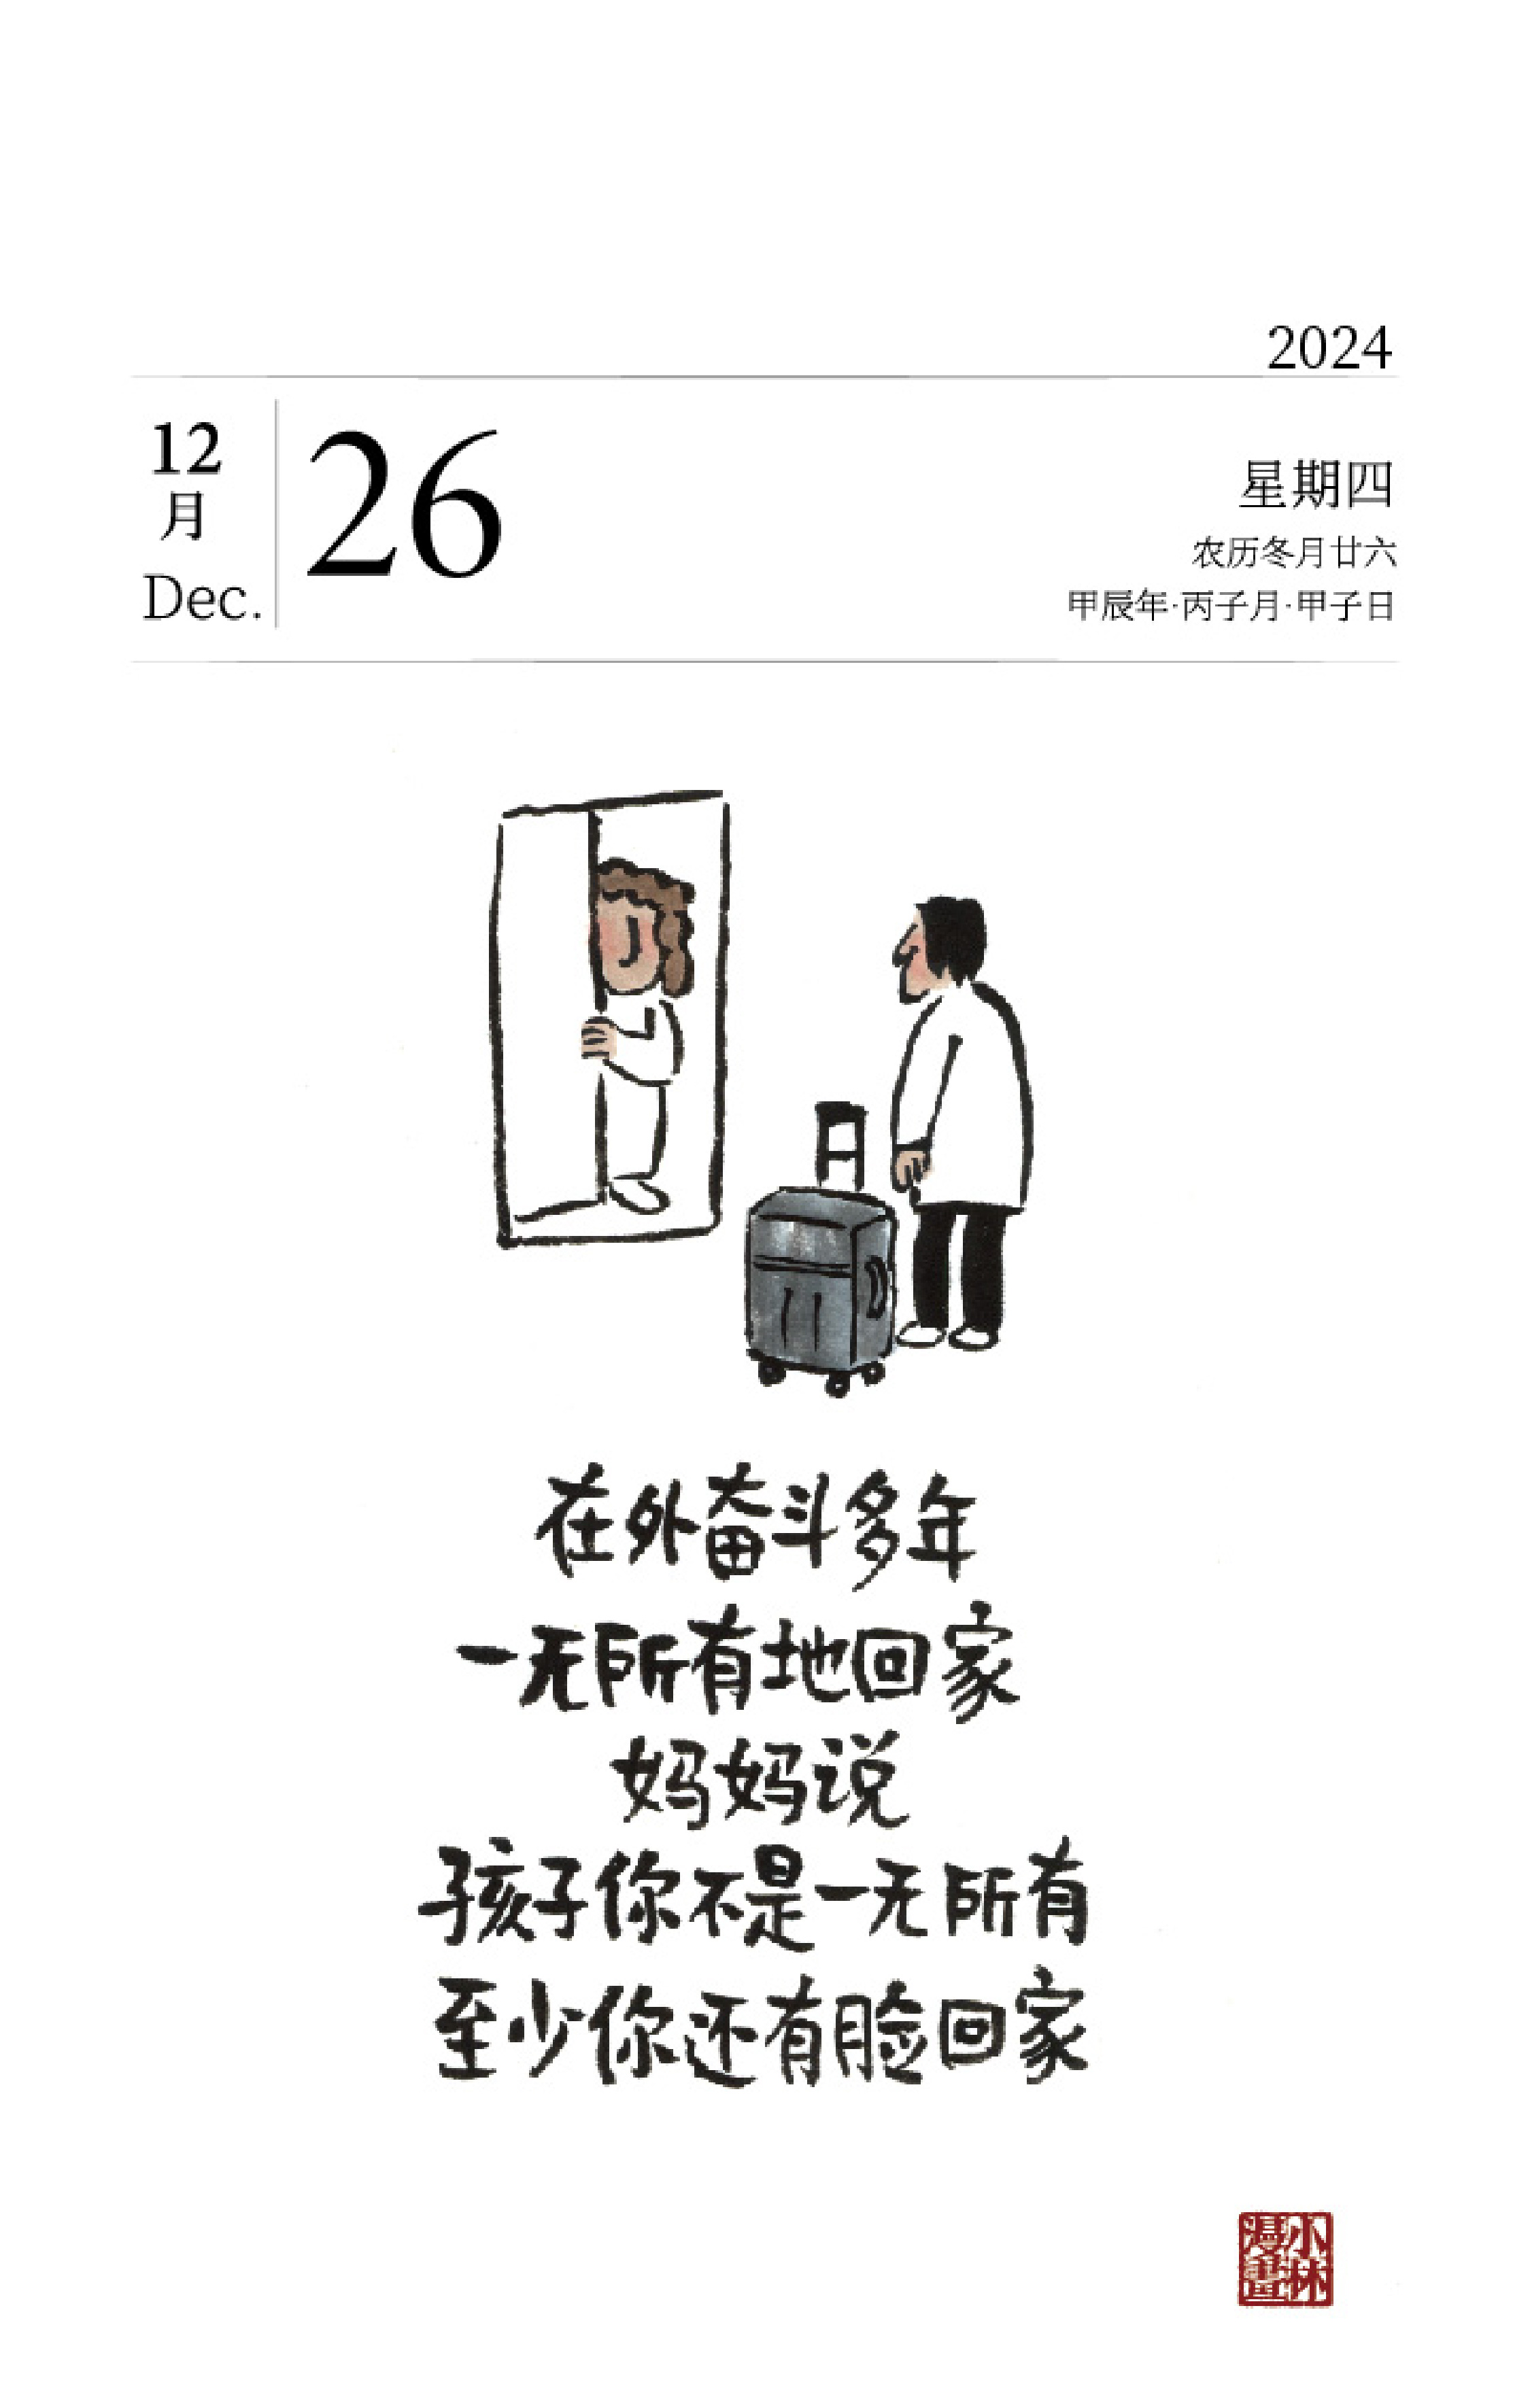 2024
12
月
Dec.
26
星期四
农历冬月廿六
甲辰年·丙子月·甲子日
在外奋斗多年
一无所有地回家
妈妈说
孩子你不是一无所有
至少你还有脸回家
小林
漫畫